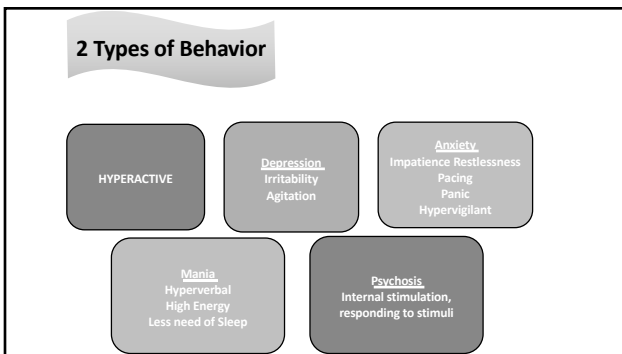 2 Types of Behavior
HYPERACTIVE
Depression
Irritability
Agitation
Anxiety
Impatience Restlessness
Pacing
Panic
Hypervigilant
Mania
Hyperverbal
High Energy
Less need of Sleep
Psychosis
Internal stimulation,
responding to stimuli